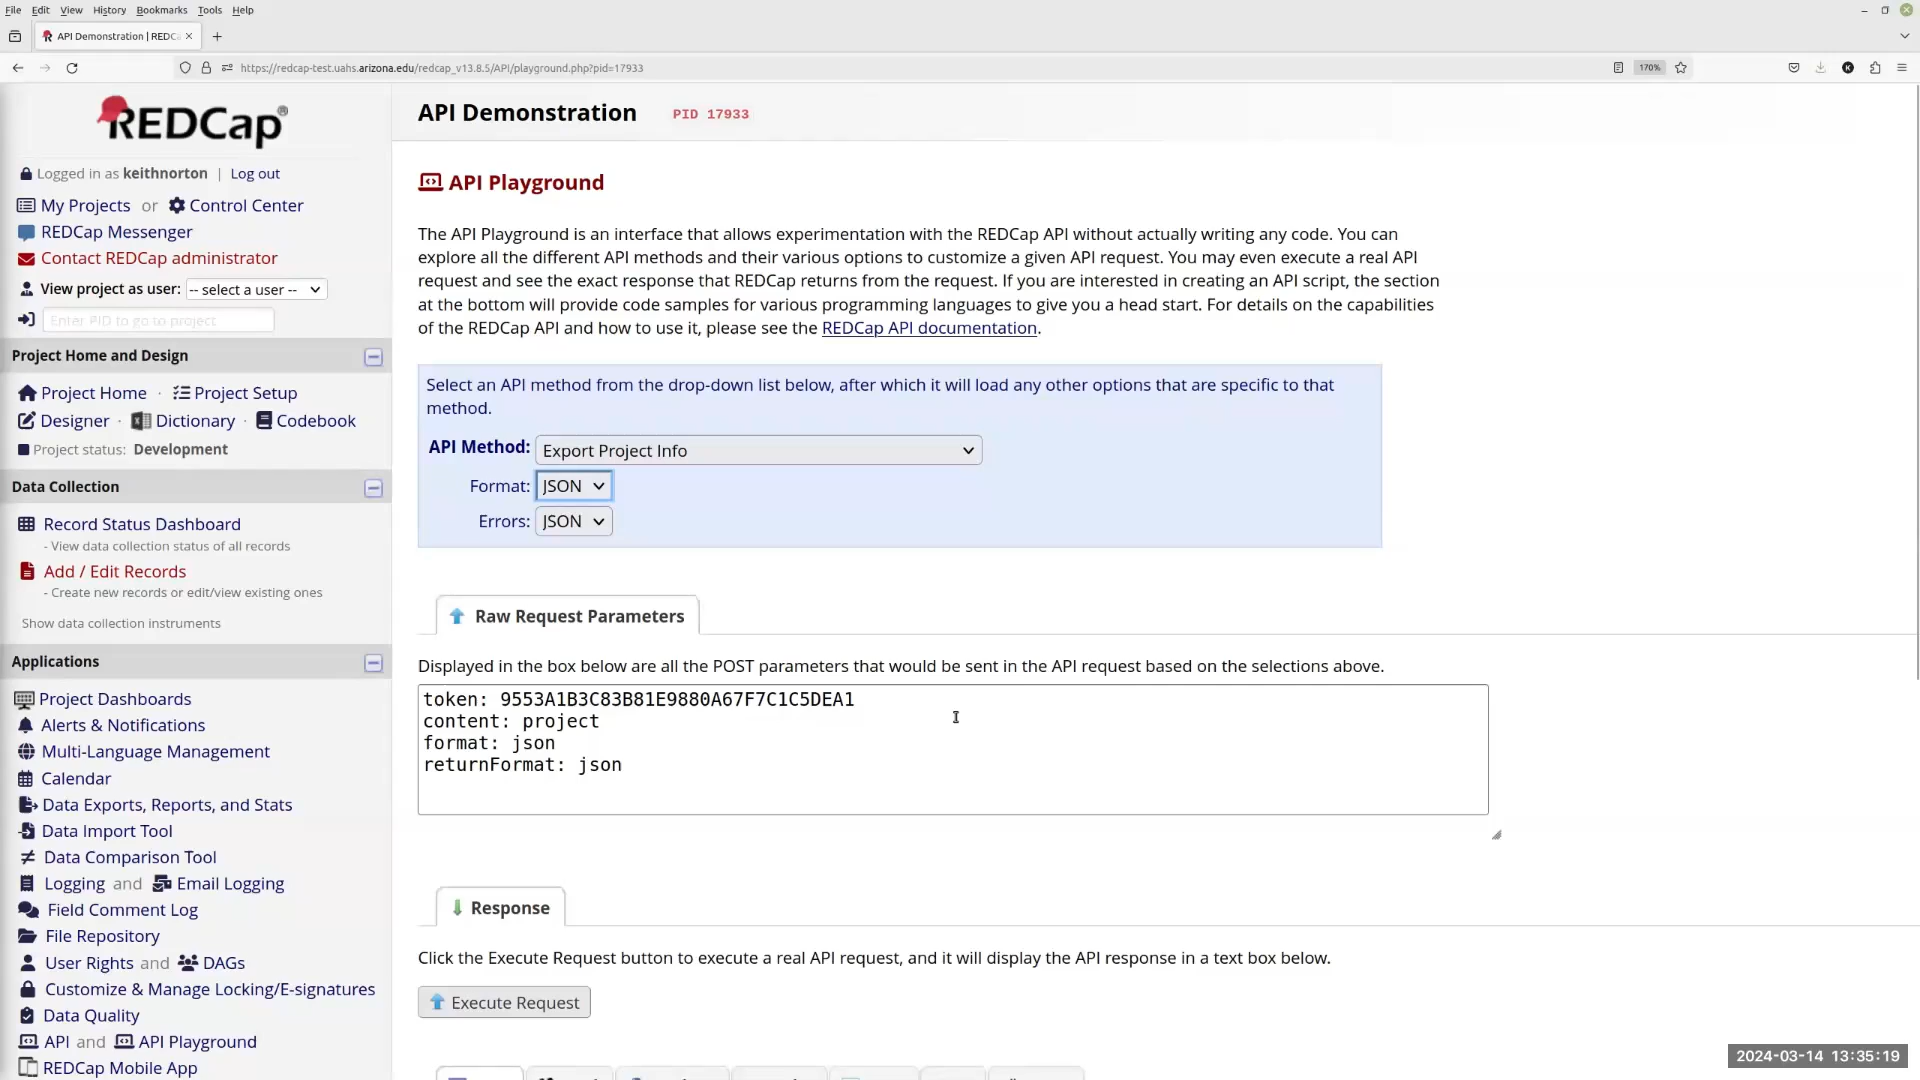 File Edit View History Bookmarks Tools Help
API Demonstration | REDCa
https://redcap-test.uahs.arizona.edu/redcap_v13.8.5/API/playground.php?pid=17933
170%
REDCap
Logged in as keithnorton | Log out
My Projects or Control Center
REDCap Messenger
Contact REDCap administrator
View project as user: -- select a user --
Enter PID to go to project
Project Home and Design
Project Home · Project Setup
Designer · Dictionary · Codebook
Project status: Development
Data Collection
Record Status Dashboard
- View data collection status of all records
Add / Edit Records
- Create new records or edit/view existing ones
Show data collection instruments
Applications
Project Dashboards
Alerts & Notifications
Multi-Language Management
Calendar
Data Exports, Reports, and Stats
Data Import Tool
Data Comparison Tool
Logging and Email Logging
Field Comment Log
File Repository
User Rights and DAGs
Customize & Manage Locking/E-signatures
Data Quality
API and API Playground
REDCap Mobile App
API Demonstration PID 17933
API Playground
The API Playground is an interface that allows experimentation with the REDCap API without actually writing any code. You can
explore all the different API methods and their various options to customize a given API request. You may even execute a real API
request and see the exact response that REDCap returns from the request. If you are interested in creating an API script, the section
at the bottom will provide code samples for various programming languages to give you a head start. For details on the capabilities
of the REDCap API and how to use it, please see the REDCap API documentation.
Select an API method from the drop-down list below, after which it will load any other options that are specific to that
method.
API Method: Export Project Info
Format: JSON
Errors: JSON
Raw Request Parameters
Displayed in the box below are all the POST parameters that would be sent in the API request based on the selections above.
token: 9553A1B3C83B81E9880A67F7C1C5DEA1
content: project
format: json
returnFormat: json
Response
Click the Execute Request button to execute a real API request, and it will display the API response in a text box below.
Execute Request
2024-03-14 13:35:19